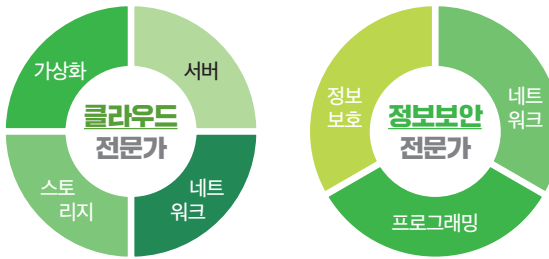 가상화
서버
클라우드
전문가
스토
리지
네트
워크
정보
보호
네트
워크
정보보안
전문가
프로그래밍